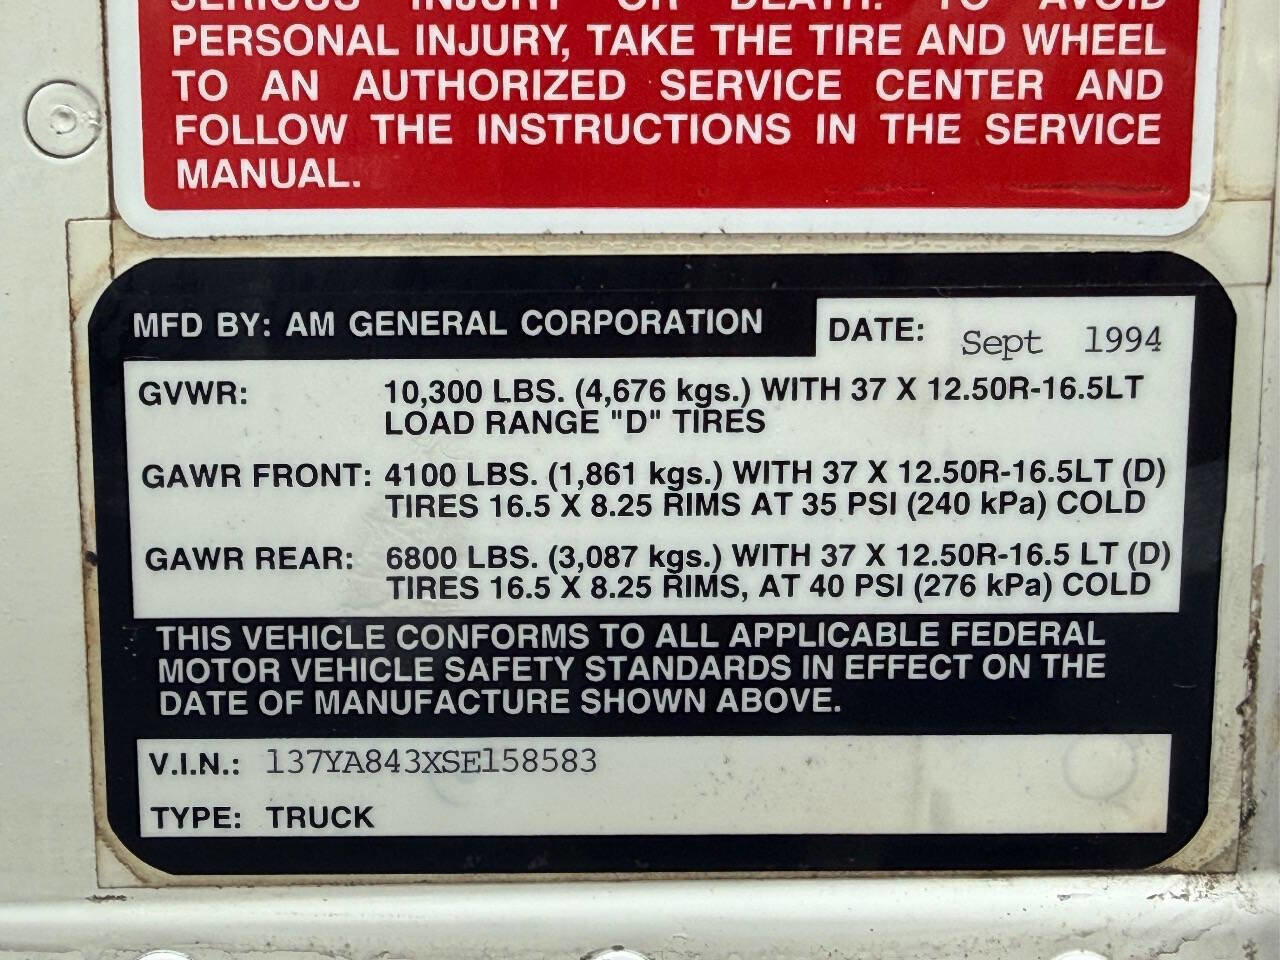 SERIOUS INJURY OR DEATH. TO AVOID
PERSONAL INJURY, TAKE THE TIRE AND WHEEL
TO AN AUTHORIZED SERVICE CENTER AND
FOLLOW THE INSTRUCTIONS IN THE SERVICE
MANUAL.
MFD BY: AM GENERAL CORPORATION
DATE: Sept 1994
GVWR: 10,300 LBS. (4,676 kgs.) WITH 37 X 12.50R-16.5LT
LOAD RANGE "D" TIRES
GAWR FRONT: 4100 LBS. (1,861 kgs.) WITH 37 X 12.50R-16.5LT (D)
TIRES 16.5 X 8.25 RIMS AT 35 PSI (240 kPa) COLD
GAWR REAR: 6800 LBS. (3,087 kgs.) WITH 37 X 12.50R-16.5 LT (D)
TIRES 16.5 X 8.25 RIMS, AT 40 PSI (276 kPa) COLD
THIS VEHICLE CONFORMS TO ALL APPLICABLE FEDERAL
MOTOR VEHICLE SAFETY STANDARDS IN EFFECT ON THE
DATE OF MANUFACTURE SHOWN ABOVE.
V.I.N.: 137YA843XSE158583
TYPE: TRUCK